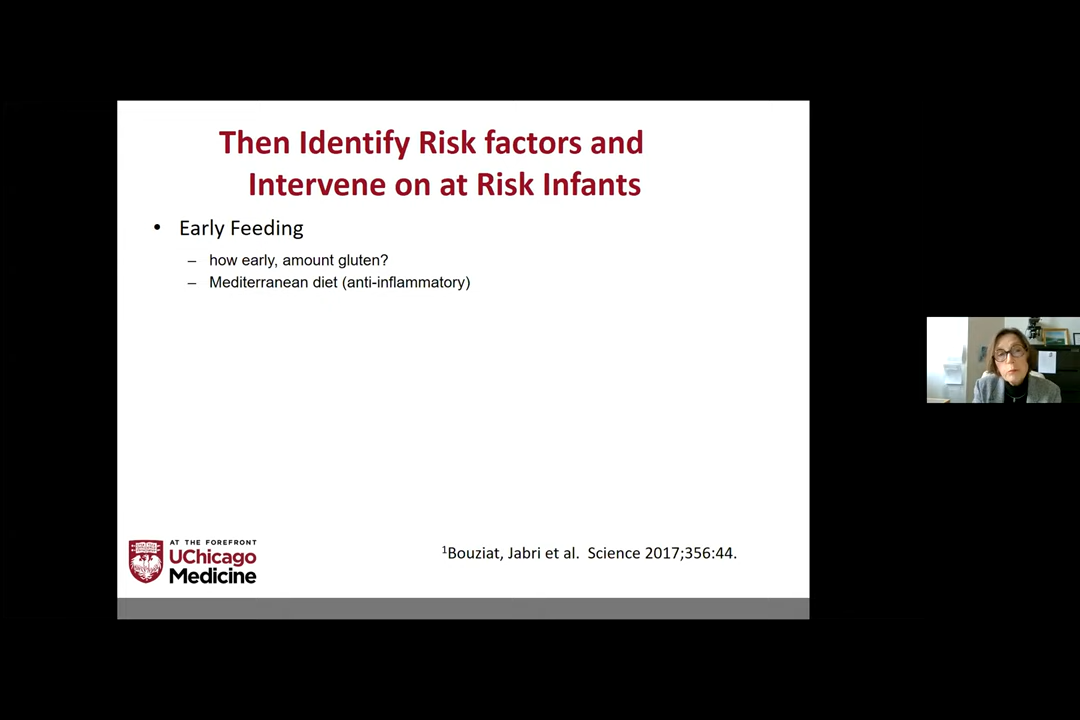 Then Identify Risk factors and
Intervene on at Risk Infants
• Early Feeding
– how early, amount gluten?
– Mediterranean diet (anti-inflammatory)
AT THE FOREFRONT
UChicago
Medicine
1Bouziat, Jabri et al. Science 2017;356:44.